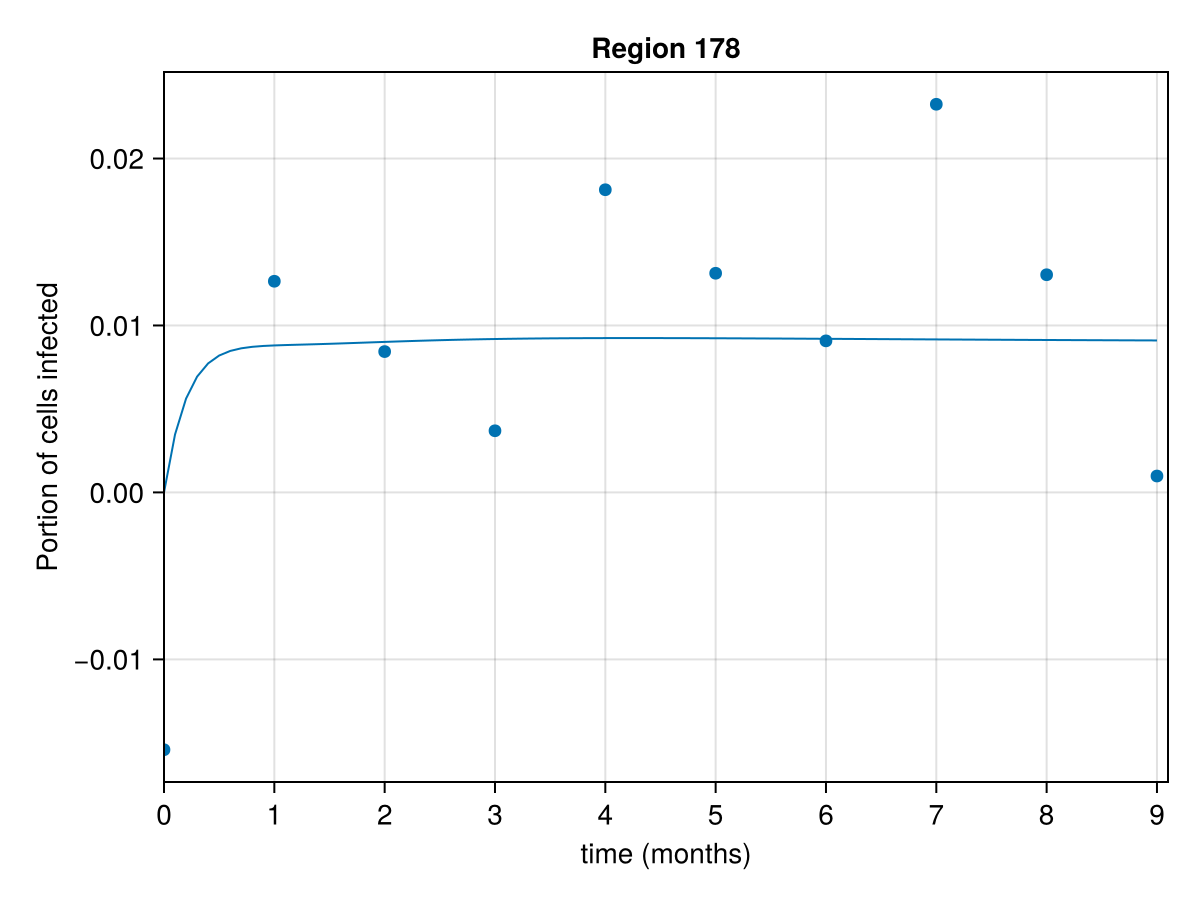 Region 178
Portion of cells infected
0.02
0.01
0.00
−0.01
0 1 2 3 4 5 6 7 8 9
time (months)